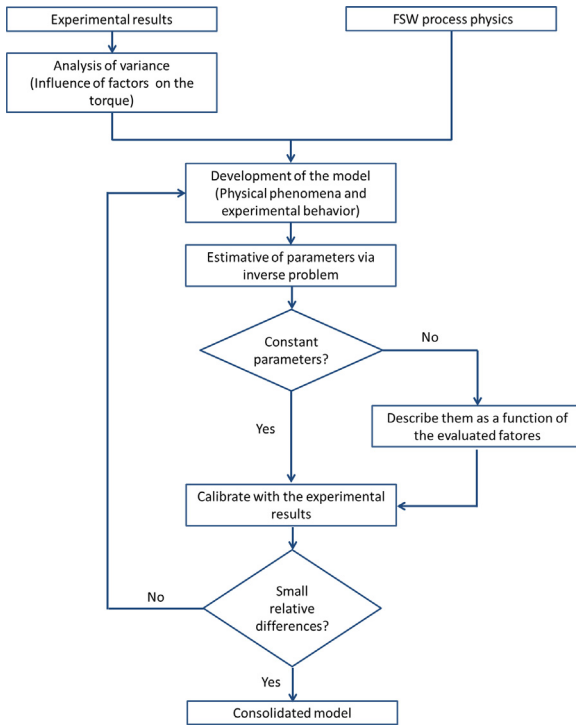 Experimental results
FSW process physics
Analysis of variance
(Influence of factors on the
torque)
Development of the model
(Physical phenomena and
experimental behavior)
Estimative of parameters via
inverse problem
Constant
parameters?
No
Describe them as a function of
the evaluated fatores
Yes
Calibrate with the experimental
results
Small
relative
differences?
No
Yes
Consolidated model